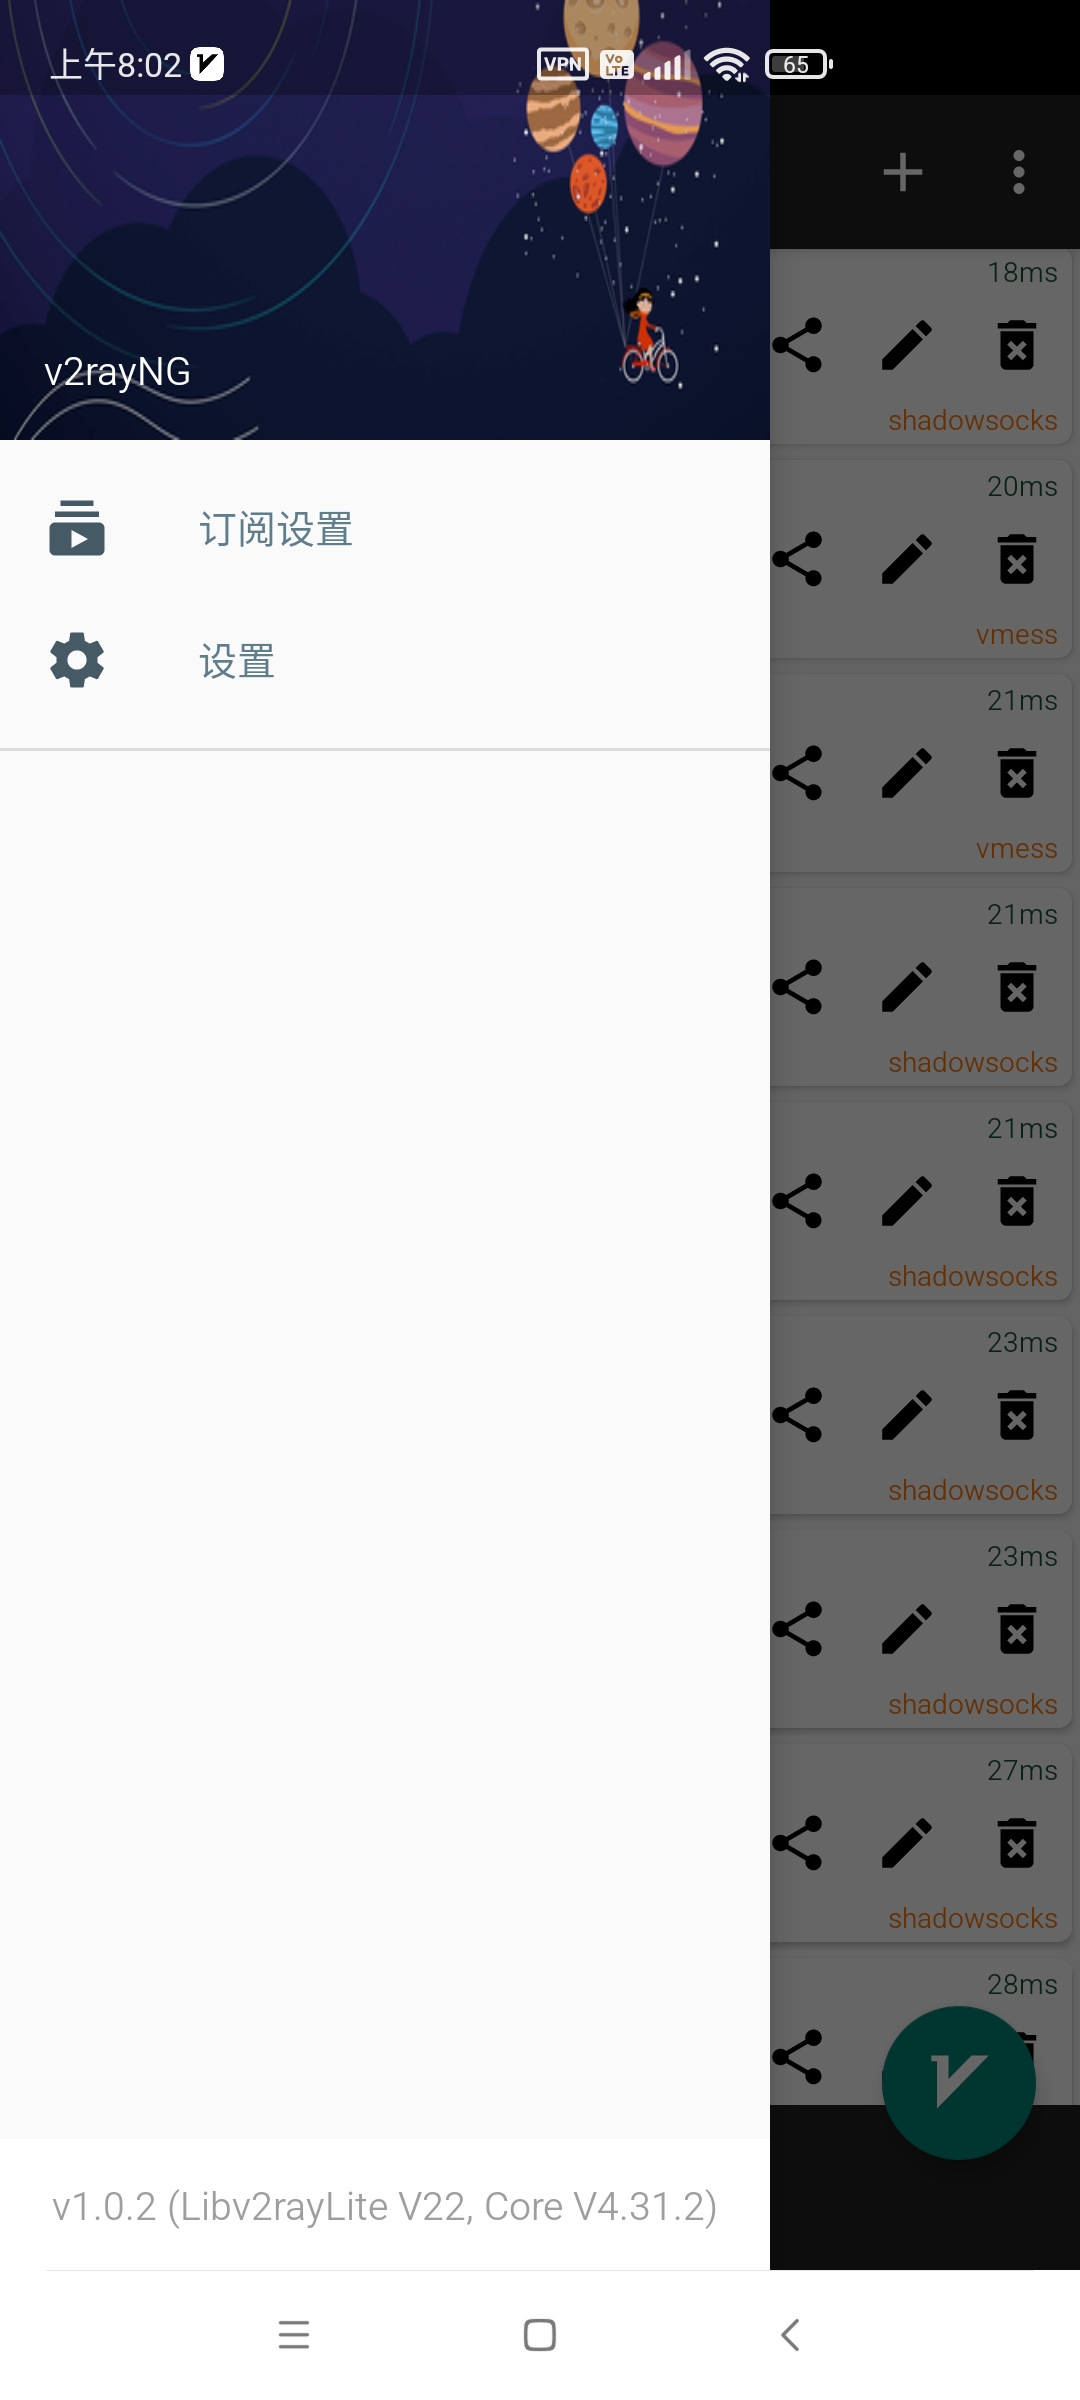 上午8:02
VPN
Vo
LTE
65
v2rayNG
订阅设置
设置
18ms
shadowsocks
20ms
vmess
21ms
vmess
21ms
shadowsocks
21ms
shadowsocks
23ms
shadowsocks
23ms
shadowsocks
27ms
shadowsocks
28ms
v1.0.2 (Libv2rayLite V22, Core V4.31.2)